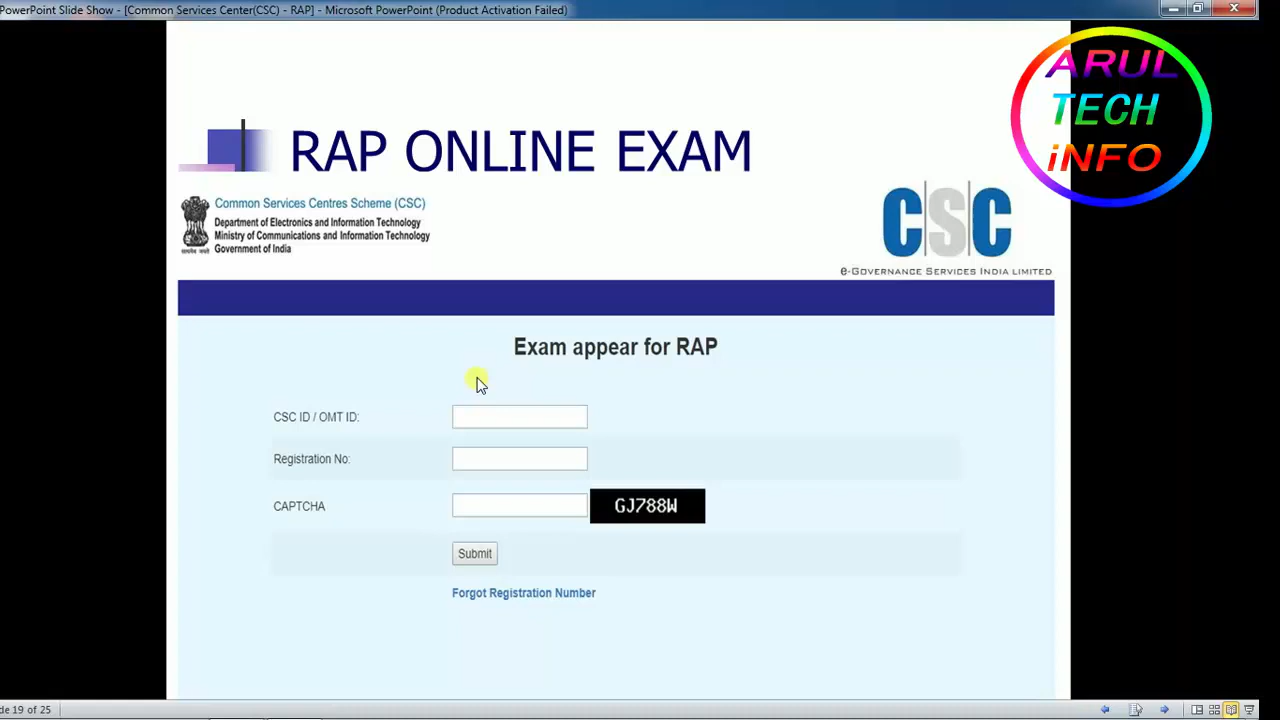 PowerPoint Slide Show - [Common Services Center(CSC) - RAP] - Microsoft PowerPoint (Product Activation Failed)
ARUL
TECH
iNFO
RAP ONLINE EXAM
Common Services Centres Scheme (CSC)
Department of Electronics and Information Technology
Ministry of Communications and Information Technology
Government of India
CSC
e-GOVERNANCE SERVICES INDIA LIMITED
Exam appear for RAP
CSC ID / OMT ID:
Registration No:
CAPTCHA
GJ788W
Submit
Forgot Registration Number
de 19 of 25